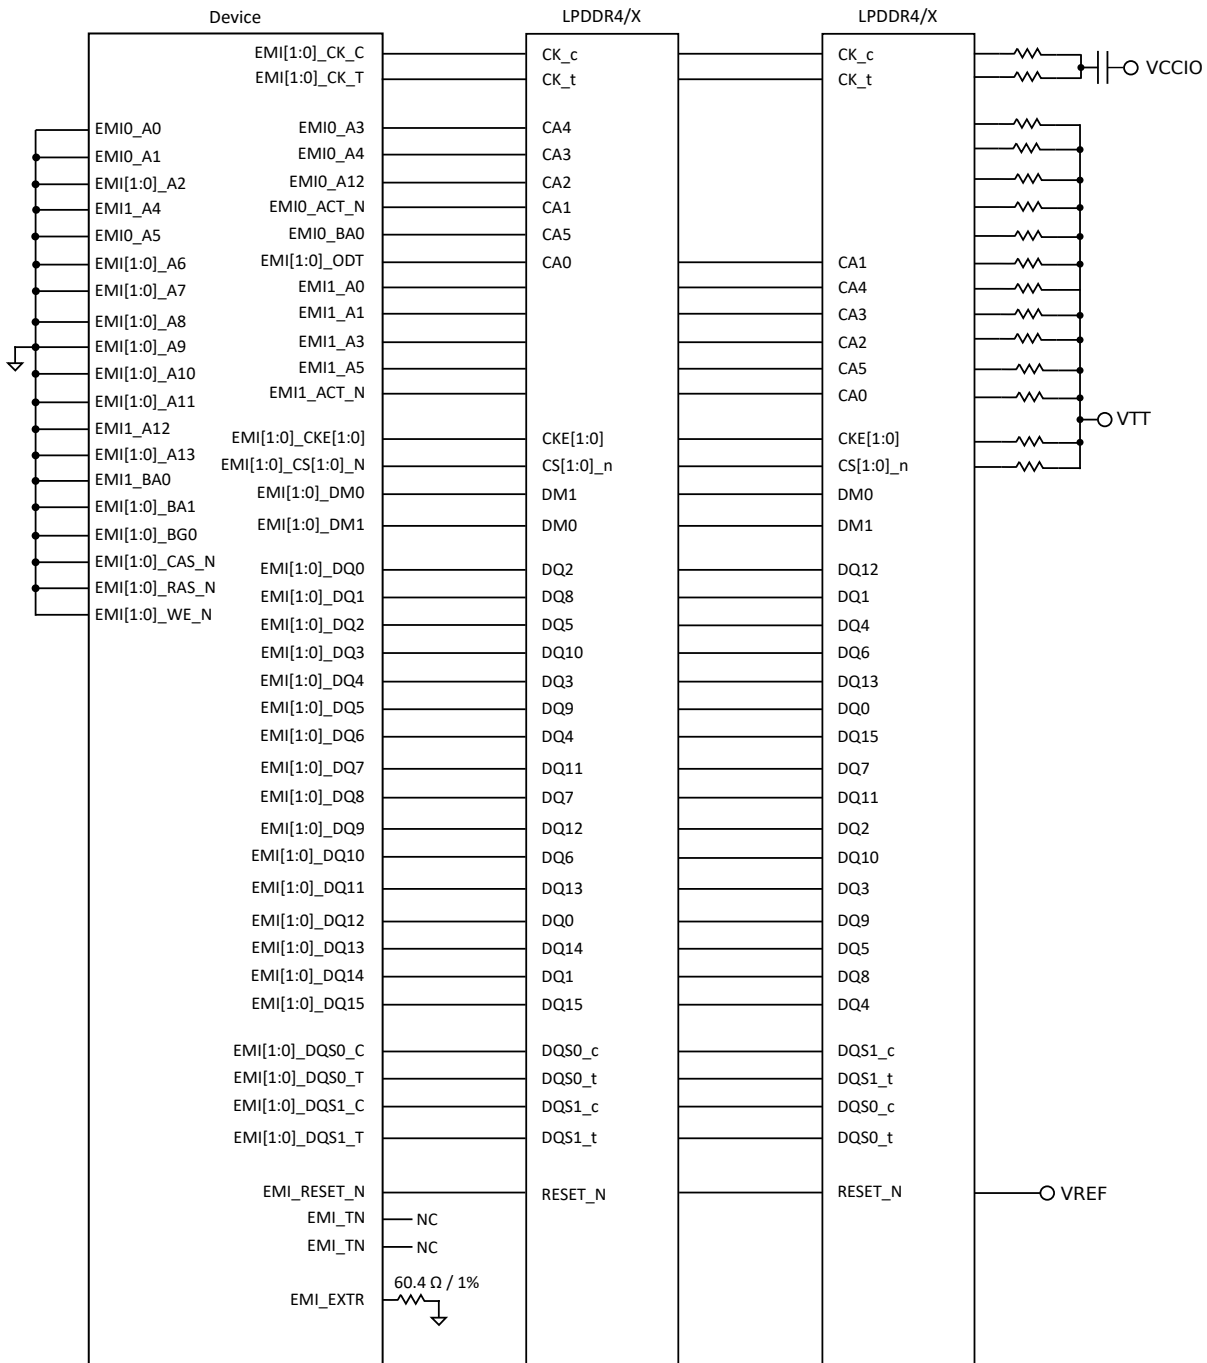 Device LPDDR4/X LPDDR4/X
EMI[1:0]_CK_C CK_c CK_c
VCCIO
EMI[1:0]_CK_T CK_t CK_t
EMI0_A0 EMI0_A3 CA4
EMI0_A1 EMI0_A4 CA3
EMI[1:0]_A2 EMI0_A12 CA2
EMI1_A4 EMI0_ACT_N CA1
EMI0_A5 EMI0_BA0 CA5
EMI[1:0]_A6 EMI[1:0]_ODT CA0 CA1
EMI[1:0]_A7 EMI1_A0 CA4
EMI[1:0]_A8 EMI1_A1 CA3
EMI[1:0]_A9 EMI1_A3 CA2
EMI[1:0]_A10 EMI1_A5 CA5
EMI[1:0]_A11 EMI1_ACT_N CA0
VTT
EMI1_A12 EMI[1:0]_CKE[1:0] CKE[1:0] CKE[1:0]
EMI[1:0]_A13 EMI[1:0]_CS[1:0]_N CS[1:0]_n CS[1:0]_n
EMI1_BA0 EMI[1:0]_DM0 DM1 DM0
EMI[1:0]_BA1
EMI[1:0]_BG0 EMI[1:0]_DM1 DM0 DM1
EMI[1:0]_CAS_N EMI[1:0]_DQ0 DQ2 DQ12
EMI[1:0]_RAS_N EMI[1:0]_DQ1 DQ8 DQ1
EMI[1:0]_WE_N EMI[1:0]_DQ2 DQ5 DQ4
EMI[1:0]_DQ3 DQ10 DQ6
EMI[1:0]_DQ4 DQ3 DQ13
EMI[1:0]_DQ5 DQ9 DQ0
EMI[1:0]_DQ6 DQ4 DQ15
EMI[1:0]_DQ7 DQ11 DQ7
EMI[1:0]_DQ8 DQ7 DQ11
EMI[1:0]_DQ9 DQ12 DQ2
EMI[1:0]_DQ10 DQ6 DQ10
EMI[1:0]_DQ11 DQ13 DQ3
EMI[1:0]_DQ12 DQ0 DQ9
EMI[1:0]_DQ13 DQ14 DQ5
EMI[1:0]_DQ14 DQ1 DQ8
EMI[1:0]_DQ15 DQ15 DQ4
EMI[1:0]_DQS0_C DQS0_c DQS1_c
EMI[1:0]_DQS0_T DQS0_t DQS1_t
EMI[1:0]_DQS1_C DQS1_c DQS0_c
EMI[1:0]_DQS1_T DQS1_t DQS0_t
EMI_RESET_N RESET_N RESET_N VREF
EMI_TN NC
EMI_TN NC
60.4 Ω / 1%
EMI_EXTR